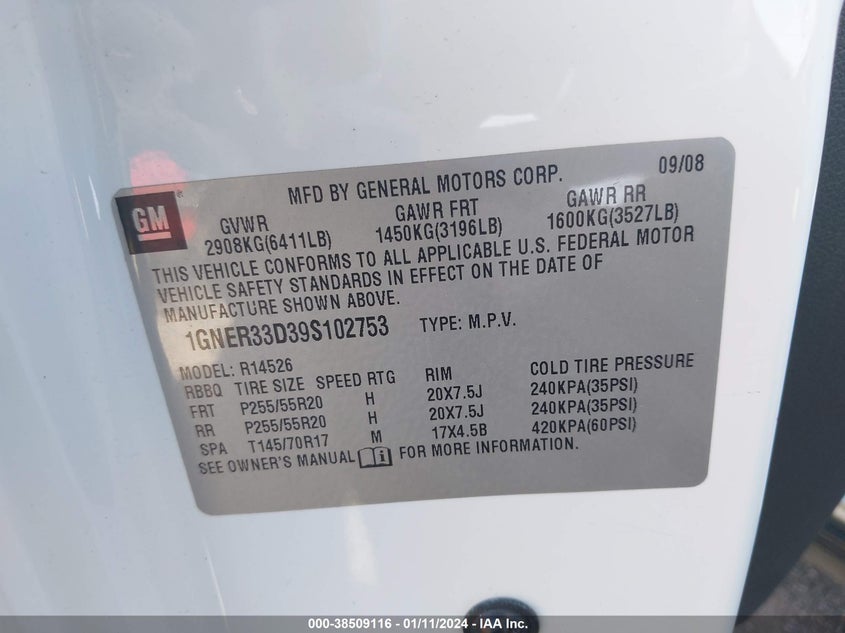 MFD BY GENERAL MOTORS CORP. 09/08
GM®
GVWR GAWR FRT GAWR RR
2908KG(6411LB) 1450KG(3196LB) 1600KG(3527LB)
THIS VEHICLE CONFORMS TO ALL APPLICABLE U.S. FEDERAL MOTOR
VEHICLE SAFETY STANDARDS IN EFFECT ON THE DATE OF
MANUFACTURE SHOWN ABOVE.
1GNER33D39S102753 TYPE: M.P.V.
MODEL: R14526
RBBQ TIRE SIZE SPEED RTG RIM COLD TIRE PRESSURE
FRT P255/55R20 H 20X7.5J 240KPA(35PSI)
RR P255/55R20 H 20X7.5J 240KPA(35PSI)
SPA T145/70R17 M 17X4.5B 420KPA(60PSI)
SEE OWNER'S MANUAL FOR MORE INFORMATION.
000-38509116 - 01/11/2024 - IAA Inc.